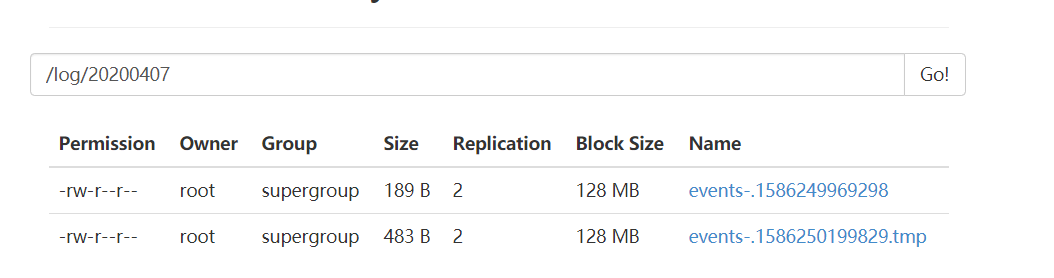 /log/20200407 Go!
Permission Owner Group Size Replication Block Size Name
-rw-r--r-- root supergroup 189 B 2 128 MB events-.1586249969298
-rw-r--r-- root supergroup 483 B 2 128 MB events-.1586250199829.tmp